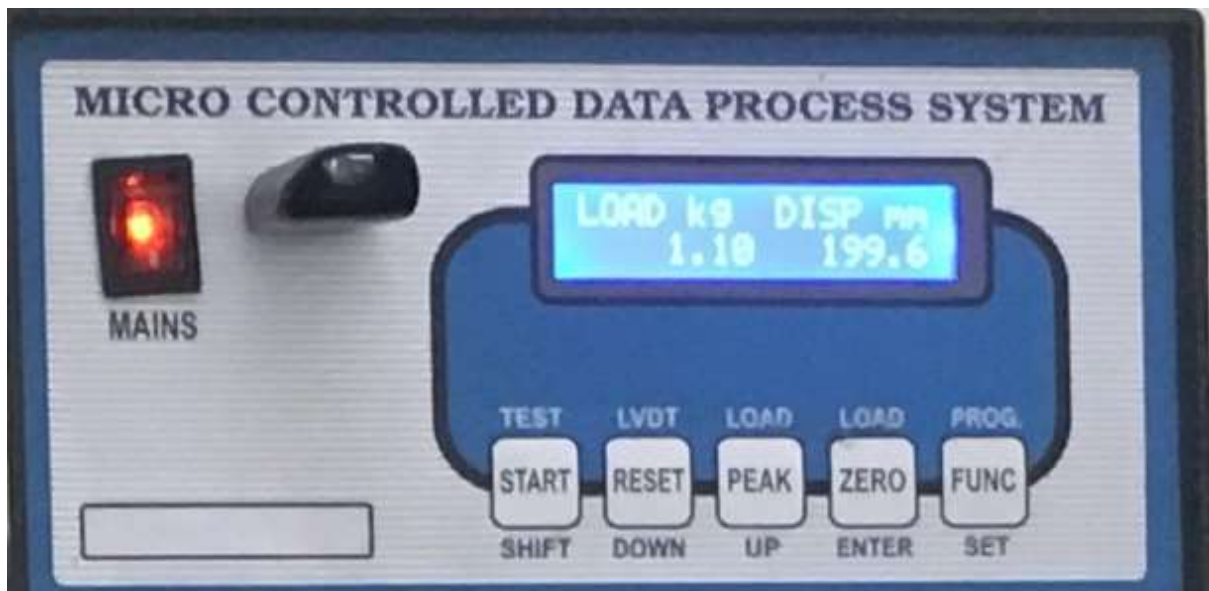 MICRO CONTROLLED DATA PROCESS SYSTEM
MAINS
LOAD kg DISP mm
1.10 199.6
TEST LVDT LOAD LOAD PROG.
START RESET PEAK ZERO FUNC
SHIFT DOWN UP ENTER SET